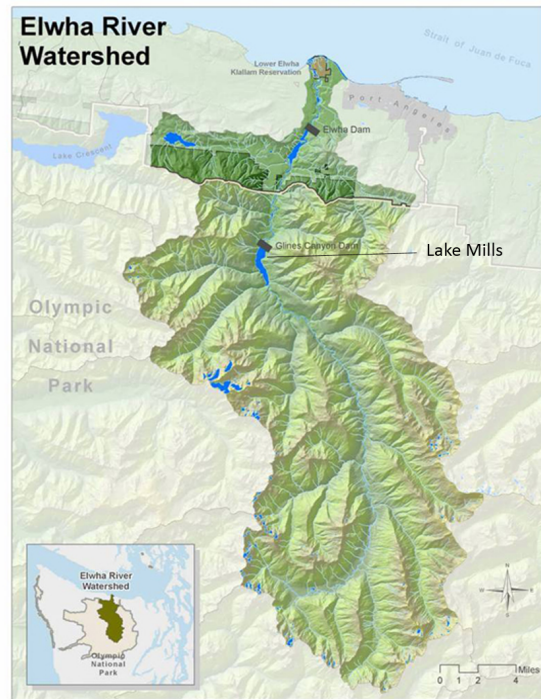 Elwha River
Watershed
Strait of Juan de Fuca
Lower Elwha
Klallam Reservation
Port Angeles
Elwha Dam
Lake Crescent
Glines Canyon Dam
Lake Mills
Olympic
National
Park
Elwha River
Watershed
Olympic
National
Park
N
W
E
S
Miles
0 1 2 4